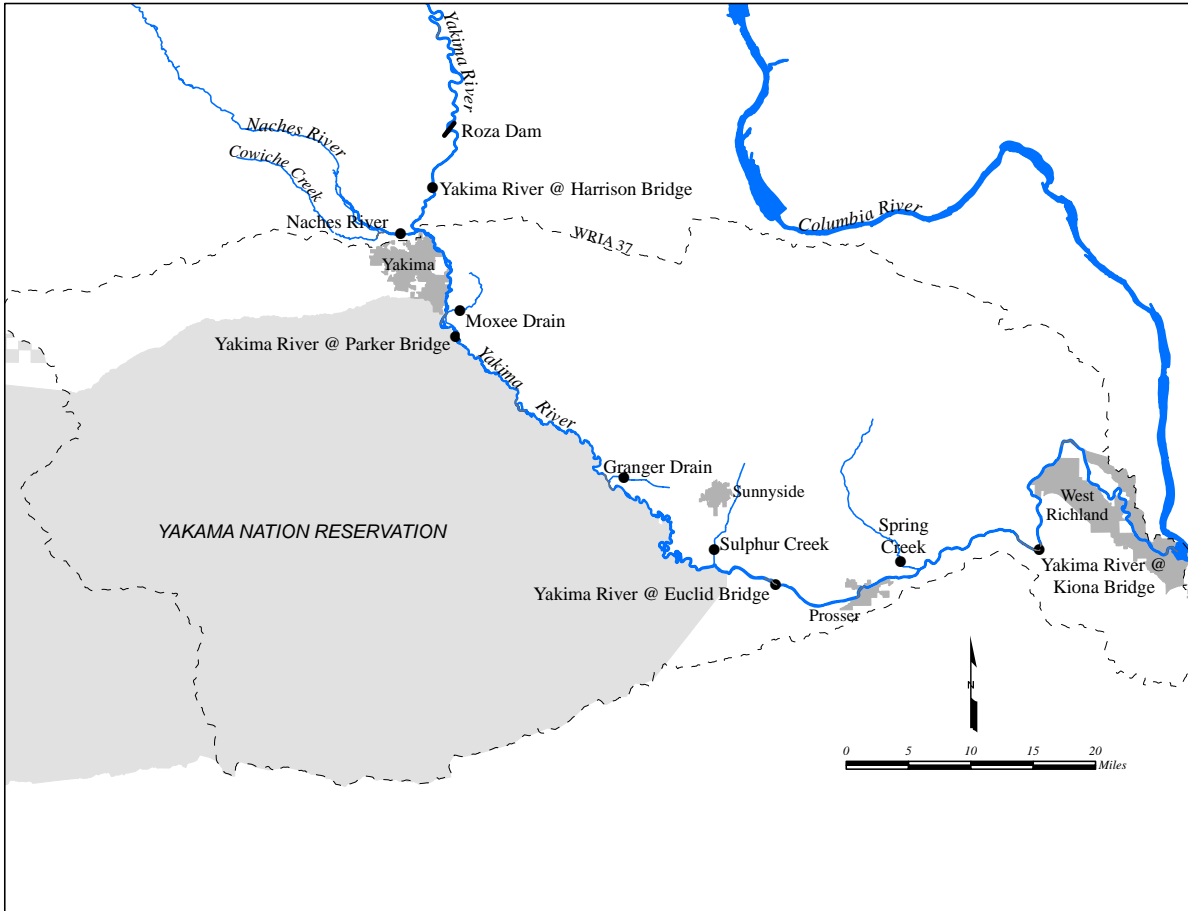 Yakima River
Roza Dam
Naches River
Cowiche Creek
Yakima River @ Harrison Bridge
Naches River
Columbia River
WRIA 37
Yakima
Moxee Drain
Yakima River @ Parker Bridge
Yakima
River
Granger Drain
Sunnyside
West
Richland
YAKAMA NATION RESERVATION
Spring
Creek
Sulphur Creek
Yakima River @
Kiona Bridge
Yakima River @ Euclid Bridge
Prosser
N
0 5 10 15 20
Miles